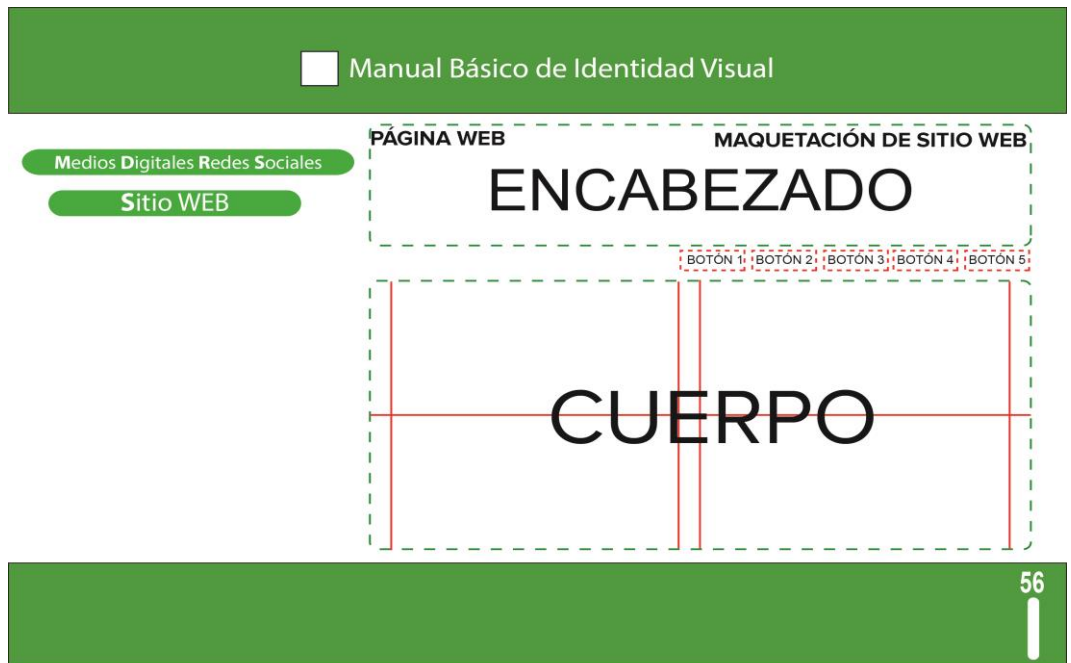 Manual Básico de Identidad Visual
Medios Digitales Redes Sociales
Sitio WEB
PÁGINA WEB MAQUETACIÓN DE SITIO WEB
ENCABEZADO
BOTÓN 1 BOTÓN 2 BOTÓN 3 BOTÓN 4 BOTÓN 5
CUERPO
56